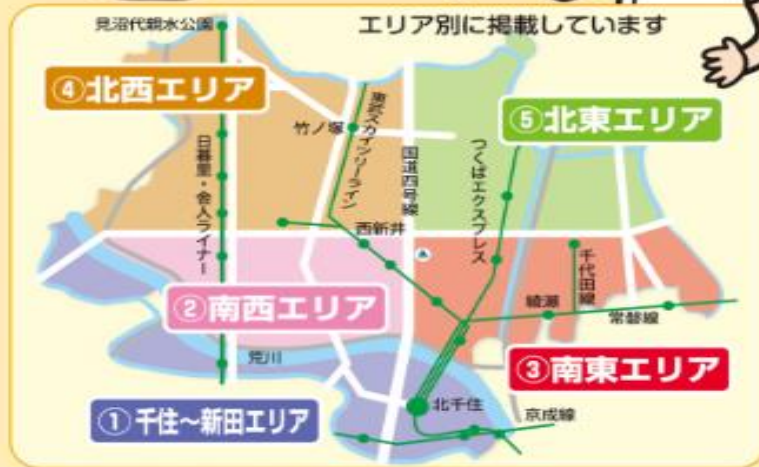 見沼代親水公園
エリア別に掲載しています
④北西エリア
⑤北東エリア
竹ノ塚
東武スカイツリーライン
国道四号線
つくばエクスプレス
日暮里・舎人ライナー
西新井
千代田線
②南西エリア
綾瀬
常磐線
荒川
③南東エリア
①千住～新田エリア
北千住
京成線